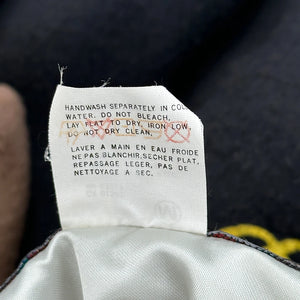 HANDWASH SEPARATELY IN COL
WATER. DO NOT BLEACH.
LAY FLAT TO DRY, IRON LOW,
DO NOT DRY CLEAN.
LAVER A MAIN EN EAU FROIDE
NE PAS BLANCHIR, SECHER PLAT,
REPASSAGE LEGER, PAS DE
NETTOYAGE A SEC.